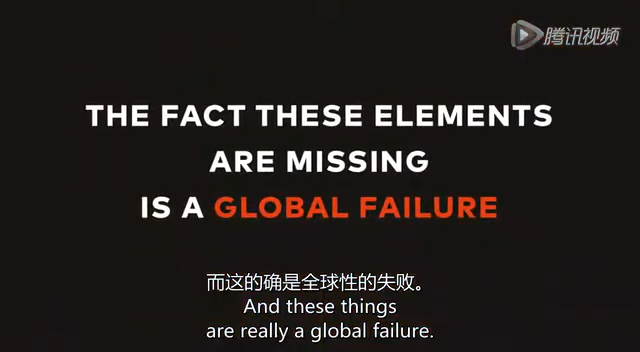 腾讯视频
THE FACT THESE ELEMENTS
ARE MISSING
IS A GLOBAL FAILURE
而这的确是全球性的失败。
And these things
are really a global failure.